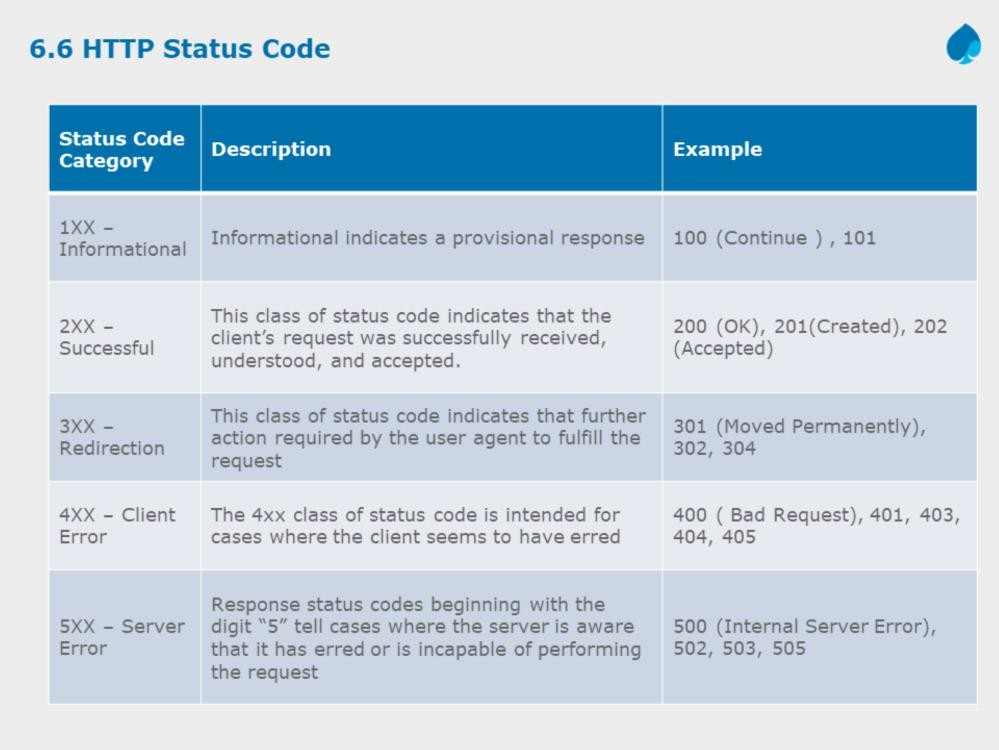 6.6 HTTP Status Code
Status Code
Category
Description
Example
1XX –
Informational
Informational indicates a provisional response
100 (Continue ) , 101
2XX –
Successful
This class of status code indicates that the
client’s request was successfully received,
understood, and accepted.
200 (OK), 201(Created), 202
(Accepted)
3XX –
Redirection
This class of status code indicates that further
action required by the user agent to fulfill the
request
301 (Moved Permanently),
302, 304
4XX – Client
Error
The 4xx class of status code is intended for
cases where the client seems to have erred
400 ( Bad Request), 401, 403,
404, 405
5XX – Server
Error
Response status codes beginning with the
digit “5” tell cases where the server is aware
that it has erred or is incapable of performing
the request
500 (Internal Server Error),
502, 503, 505